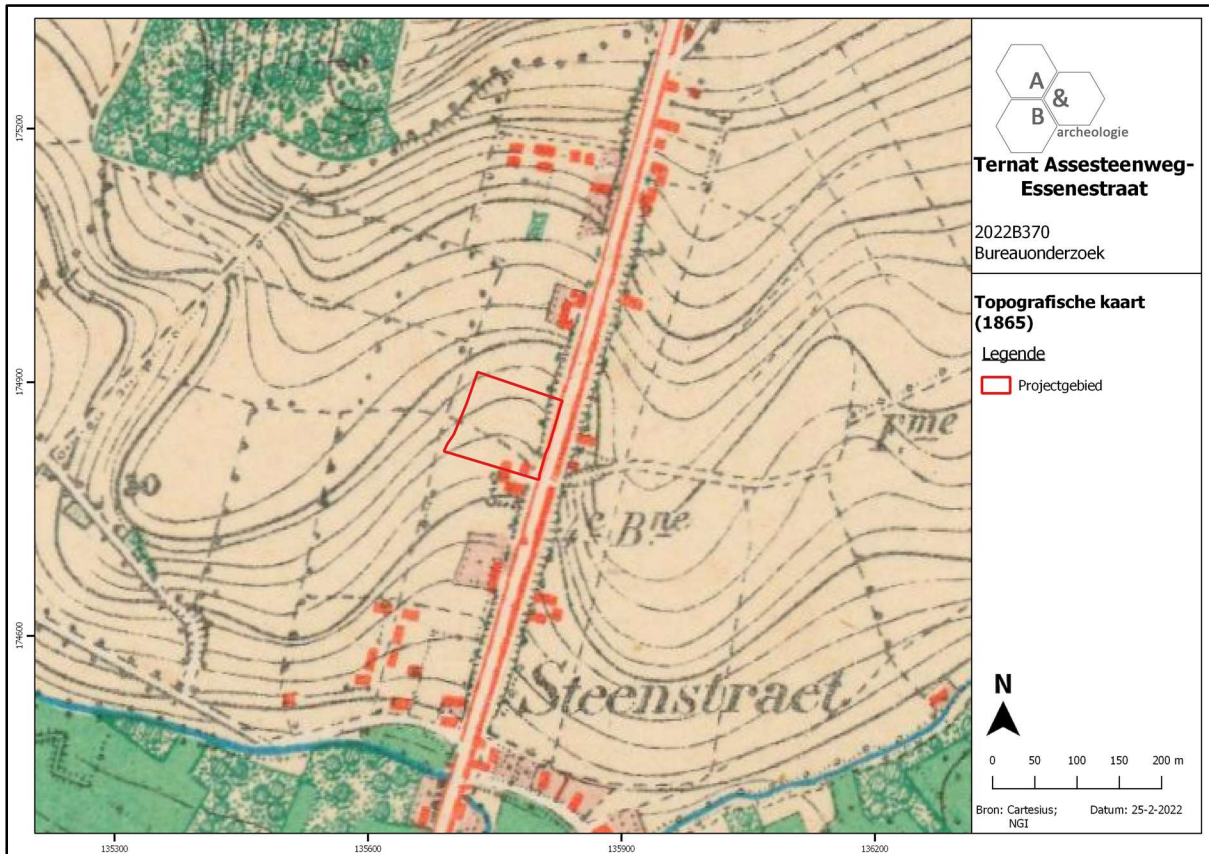 175200
174900
174600
135300
135600
135900
136200
Fme
Bne
Steenstraet
A
&
B
archeologie
Ternat Assesteenweg-
Essenestraat
2022B370
Bureauonderzoek
Topografische kaart
(1865)
Legende
Projectgebied
N
0 50 100 150 200 m
Bron: Cartesius;
NGI
Datum: 25-2-2022